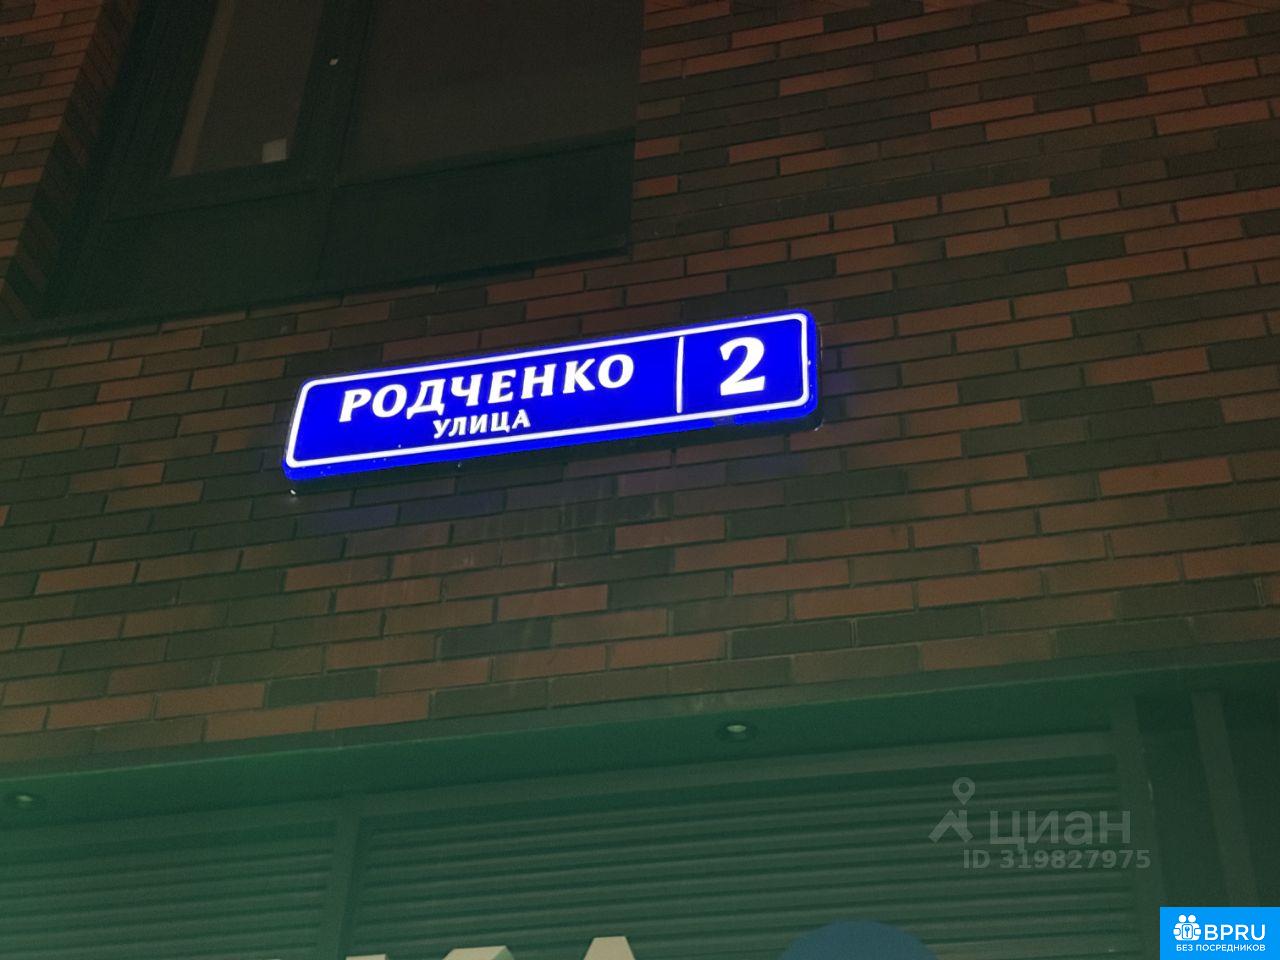 РОДЧЕНКО 2
УЛИЦА
циан
ID 319827975
BPRU
БЕЗ ПОСРЕДНИКОВ